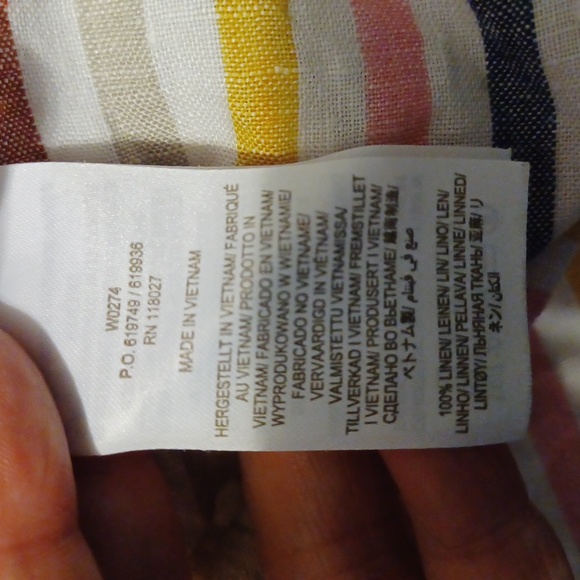 W0274
P.O. 619749 / 619936
RN 118027
MADE IN VIETNAM
HERGESTELLT IN VIETNAM/ FABRIQUÉ
AU VIETNAM/ PRODOTTO IN
VIETNAM/ FABRICADO EN VIETNAM/
WYPRODUKOWANO W WIETNAMIE/
FABRICADO NO VIETNAM/
VERVAARDIGD IN VIËTNAM/
VALMISTETTU VIETNAMISSA/
TILLVERKAD I VIETNAM/ FREMSTILLET
I VIETNAM/ PRODUSERT I VIETNAM/
СДЕЛАНО ВО ВЬЕТНАМЕ/ 越南制造/
ベトナム製/ صنع في فيتنام
100% LINEN/ LEINEN/ LIN/ LINO/ LEN/
LINHO/ LINNEN/ PELLAVA/ LINNE/ LINNED/
LINTØY/ ЛЬНЯНАЯ ТКАНЬ/ 亚麻/ リ
ネン/ الكتان